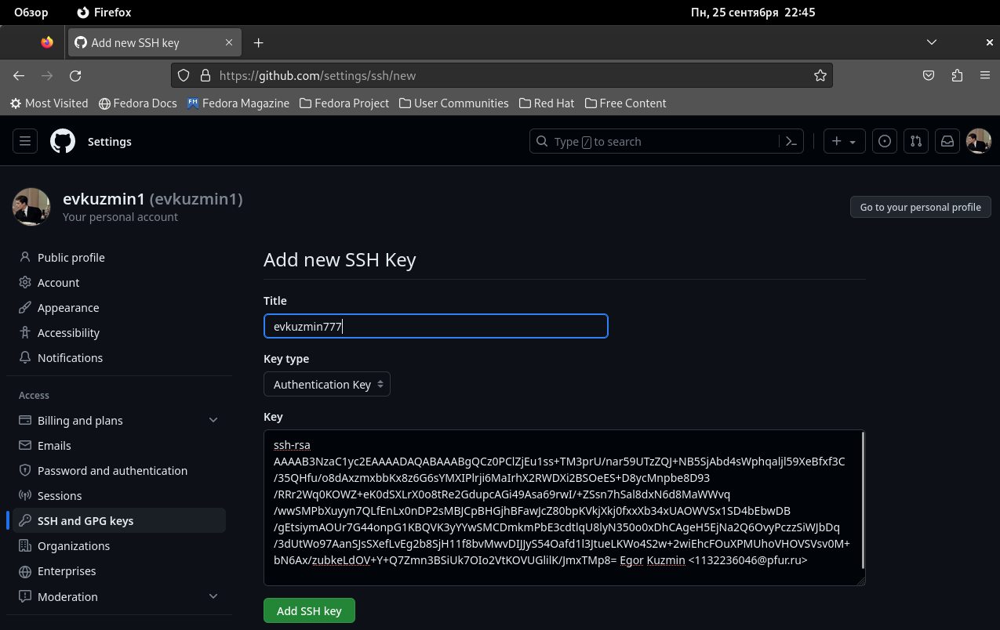 Обзор Firefox Пн, 25 сентября 22:45
Add new SSH key
https://github.com/settings/ssh/new
Most Visited Fedora Docs Fedora Magazine Fedora Project User Communities Red Hat Free Content
Settings Type / to search
evkuzmin1 (evkuzmin1)
Your personal account
Go to your personal profile
Public profile
Account
Appearance
Accessibility
Notifications
Access
Billing and plans
Emails
Password and authentication
Sessions
SSH and GPG keys
Organizations
Enterprises
Moderation
Add new SSH Key
Title
evkuzmin777
Key type
Authentication Key
Key
ssh-rsa
AAAAB3NzaC1yc2EAAAADAQABAAABgQCz0PClZjEu1ss+TM3prU/nar59UTzZQJ+NB5SjAbd4sWphqaljl59XeBfxf3C
/35QHfu/o8dAxzmxbbKx8z6G6sYMXIPlrji6MaIrhX2RWDXi2BSOeES+D8ycMnpbe8D93
/RRr2Wq0KOWZ+eK0dSXLrX0o8tRe2GdupcAGi49Asa69rwI/+ZSsn7hSal8dxN6d8MaWWvq
/wwSMPbXuyyn7QLfEnLx0nDP2sMBJCpBHGjhBFawJcZ80bpKVkjXkj0fxxXb34xUAOWVSx1SD4bEbwDB
/gEtsiymAOUr7G44onpG1KBQVK3yYYwSMCDmkmPbE3cdtlqU8lyN350o0xDhCAgeH5EjNa2Q6OvyPczzSiWJbDq
/3dUtWo97AanSJsSXefLvEg2b8SjH11f8bvMwvDIJJyS54Oafd1l3JtueLKWo4S2w+2wiEhcFOuXPMUhoVHOVSVsv0M+
bN6Ax/zubkeLdOV+Y+Q7Zmn3BSiUk7OIo2VtKOVUGlilK/JmxTMp8= Egor Kuzmin <1132236046@pfur.ru>
Add SSH key